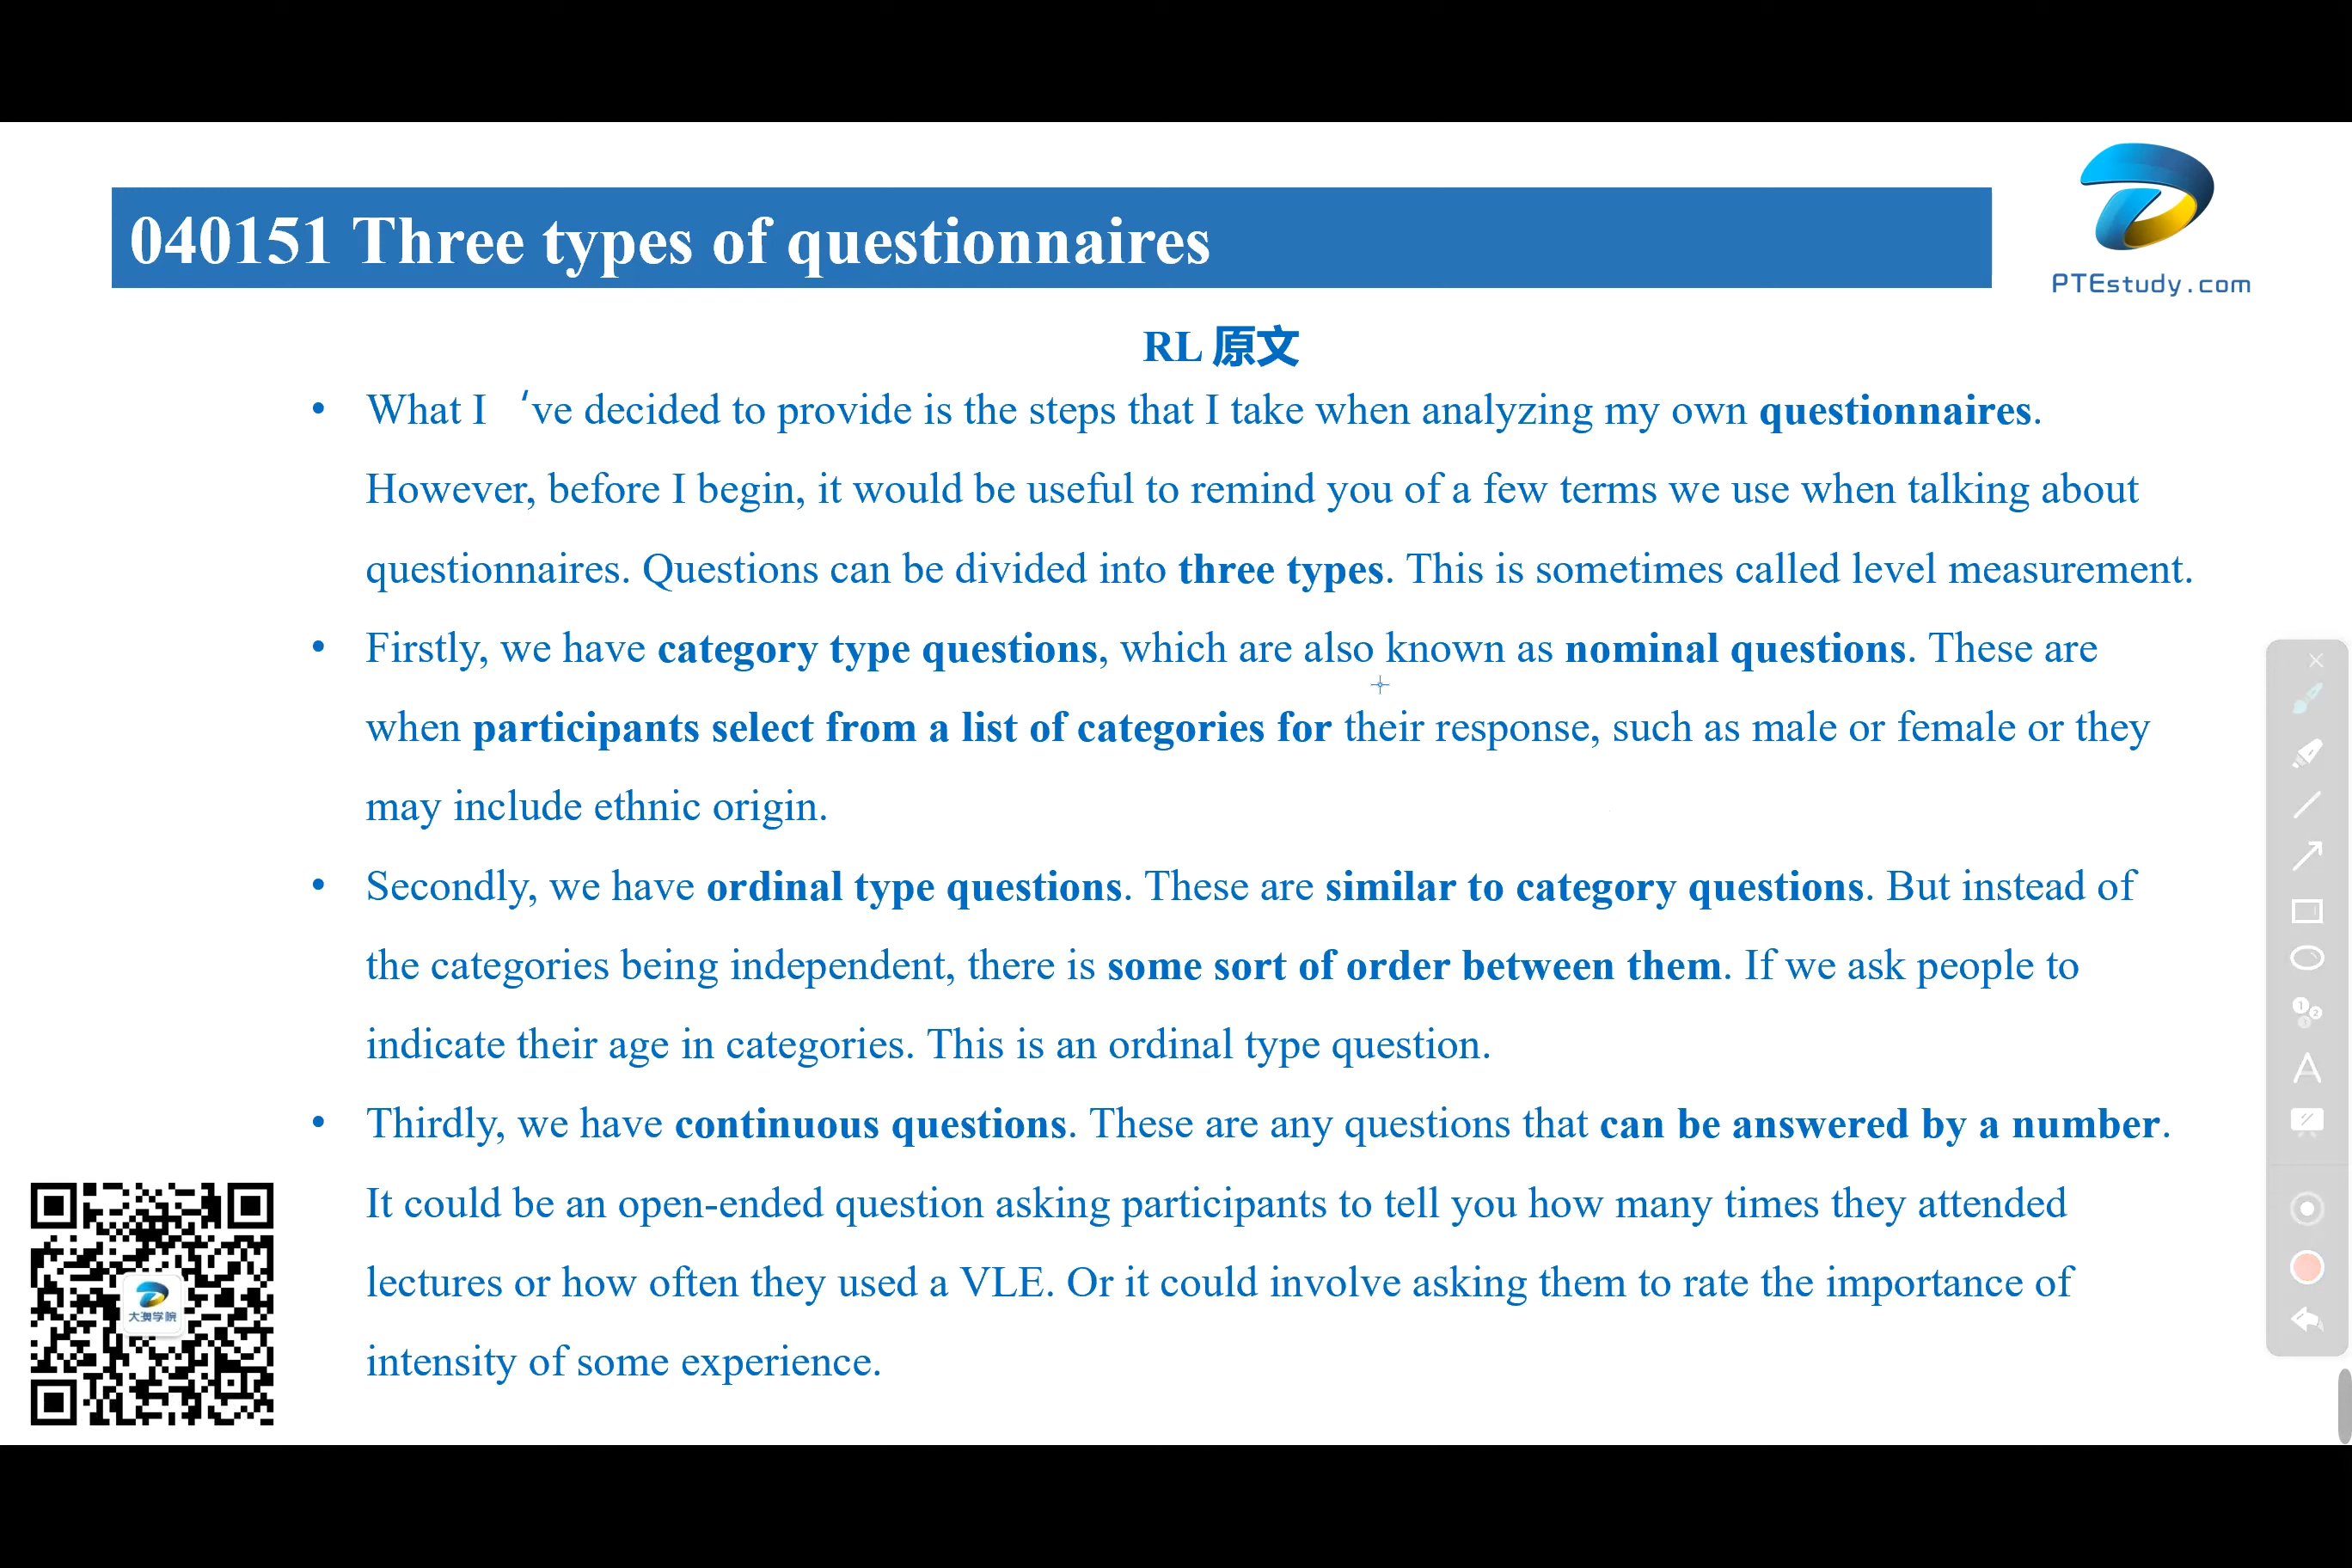 040151 Three types of questionnaires
PTEstudy.com
RL 原文
• What I ‘ve decided to provide is the steps that I take when analyzing my own questionnaires.
However, before I begin, it would be useful to remind you of a few terms we use when talking about
questionnaires. Questions can be divided into three types. This is sometimes called level measurement.
• Firstly, we have category type questions, which are also known as nominal questions. These are
when participants select from a list of categories for their response, such as male or female or they
may include ethnic origin.
• Secondly, we have ordinal type questions. These are similar to category questions. But instead of
the categories being independent, there is some sort of order between them. If we ask people to
indicate their age in categories. This is an ordinal type question.
• Thirdly, we have continuous questions. These are any questions that can be answered by a number.
It could be an open-ended question asking participants to tell you how many times they attended
lectures or how often they used a VLE. Or it could involve asking them to rate the importance of
intensity of some experience.
大澳学院